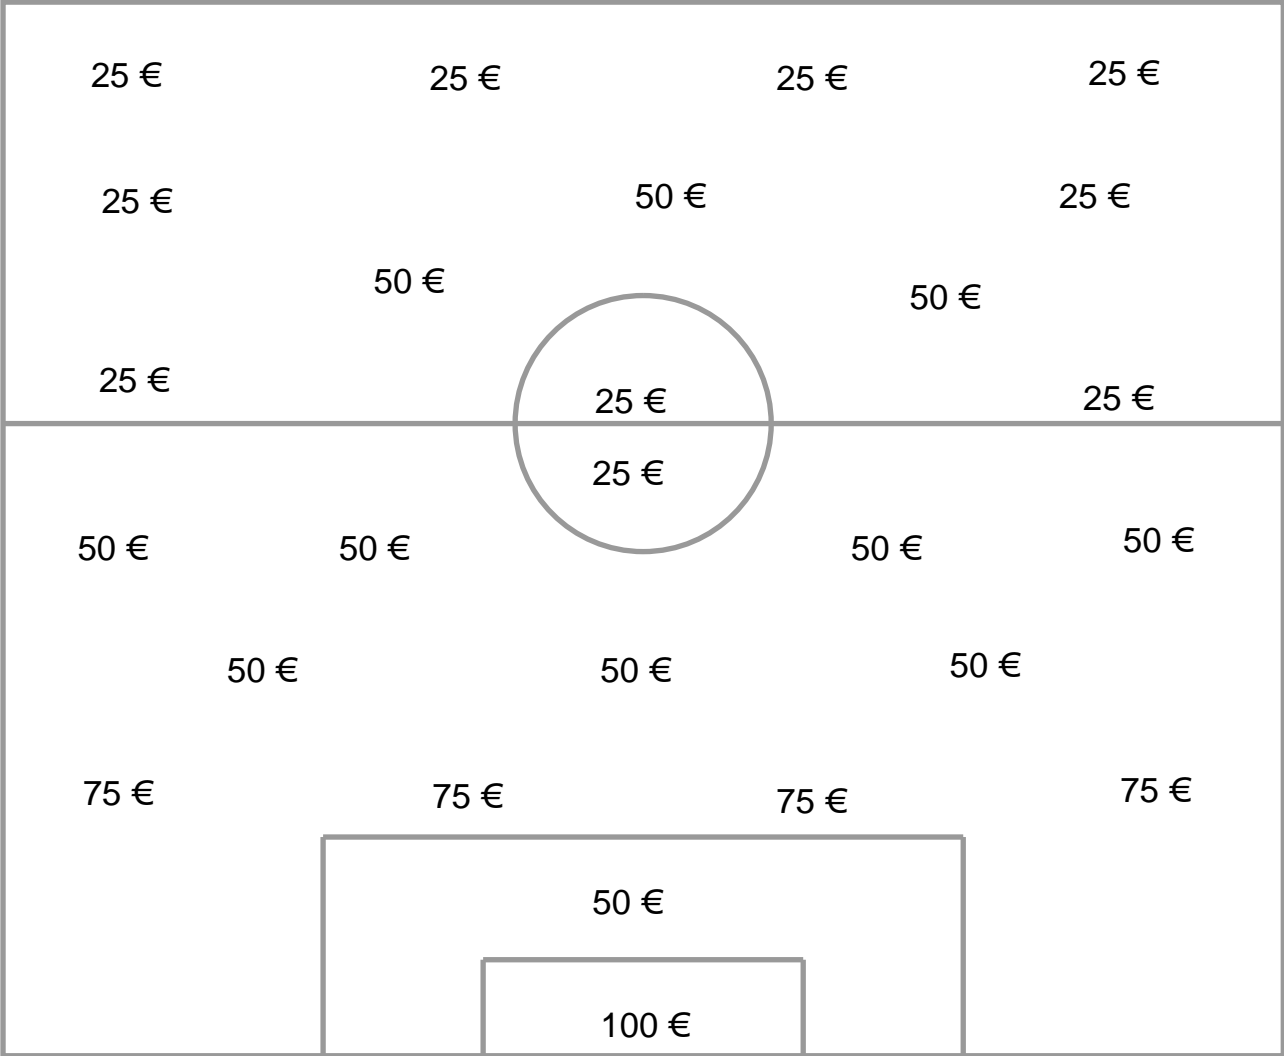 25 € 25 € 25 € 25 €
25 € 50 € 25 €
50 € 50 €
25 € 25 € 25 €
25 €
50 € 50 € 50 € 50 €
50 € 50 € 50 €
75 € 75 € 75 € 75 €
50 €
100 €